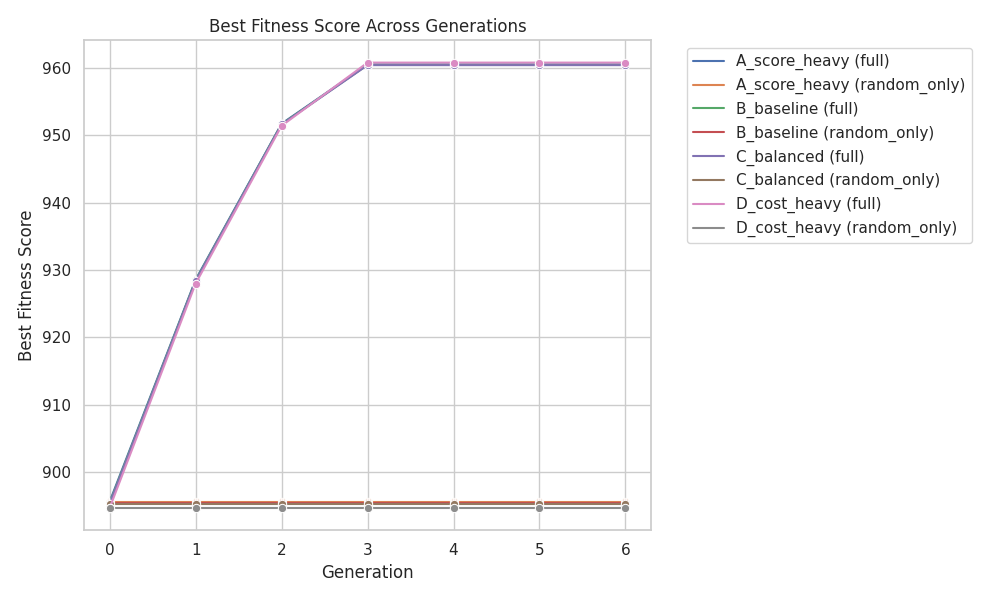 Best Fitness Score Across Generations
Best Fitness Score
960
950
940
930
920
910
900
0 1 2 3 4 5 6
Generation
A_score_heavy (full)
A_score_heavy (random_only)
B_baseline (full)
B_baseline (random_only)
C_balanced (full)
C_balanced (random_only)
D_cost_heavy (full)
D_cost_heavy (random_only)